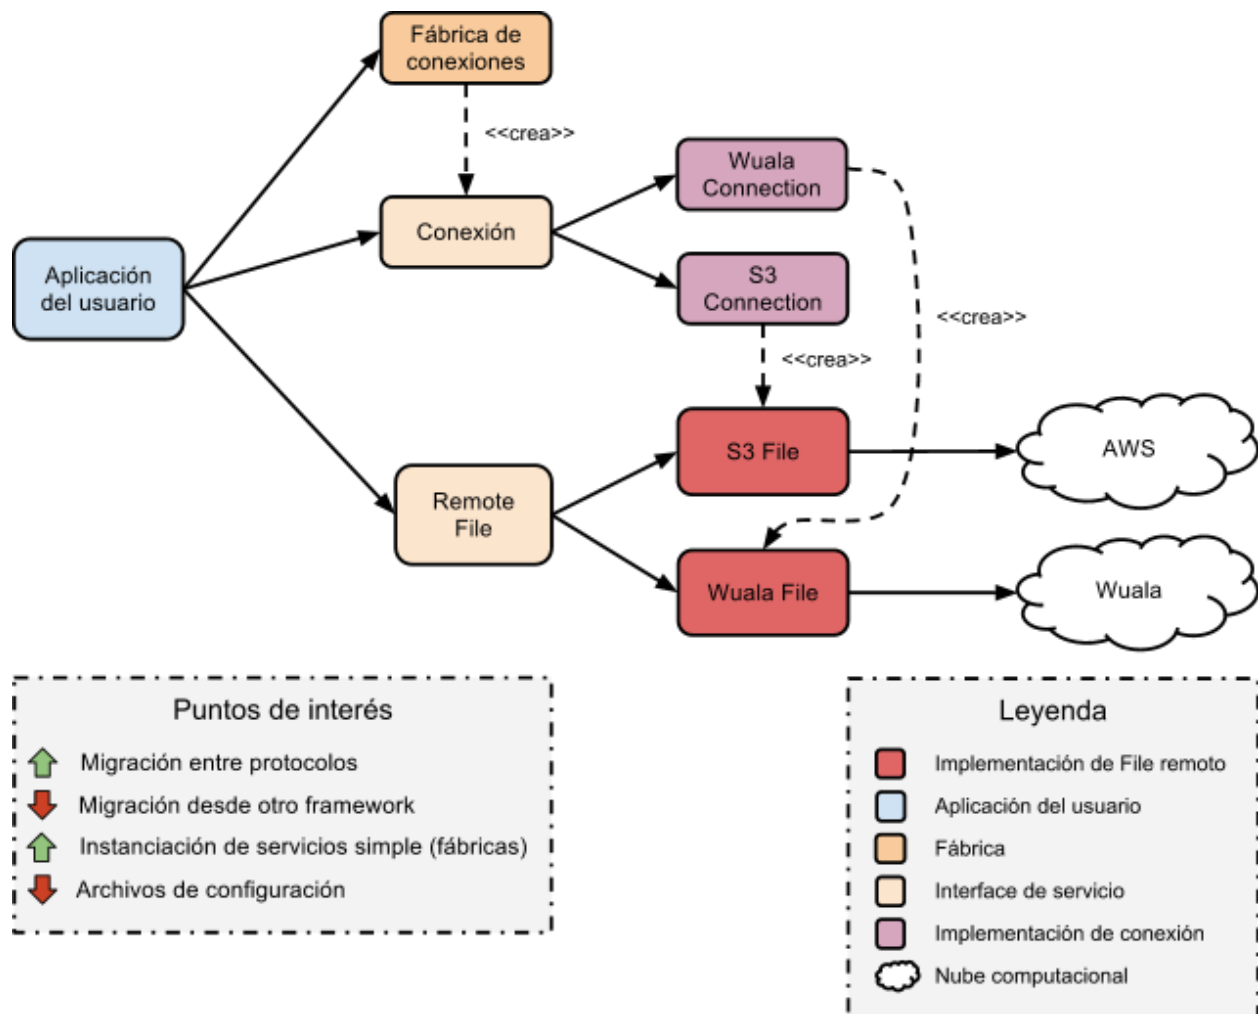 Fábrica de
conexiones
<<crea>>
Wuala
Connection
Conexión
Aplicación
del usuario
S3
Connection
<<crea>>
<<crea>>
S3 File
AWS
Remote
File
Wuala File
Wuala
Puntos de interés
Migración entre protocolos
Migración desde otro framework
Instanciación de servicios simple (fábricas)
Archivos de configuración
Leyenda
Implementación de File remoto
Aplicación del usuario
Fábrica
Interface de servicio
Implementación de conexión
Nube computacional